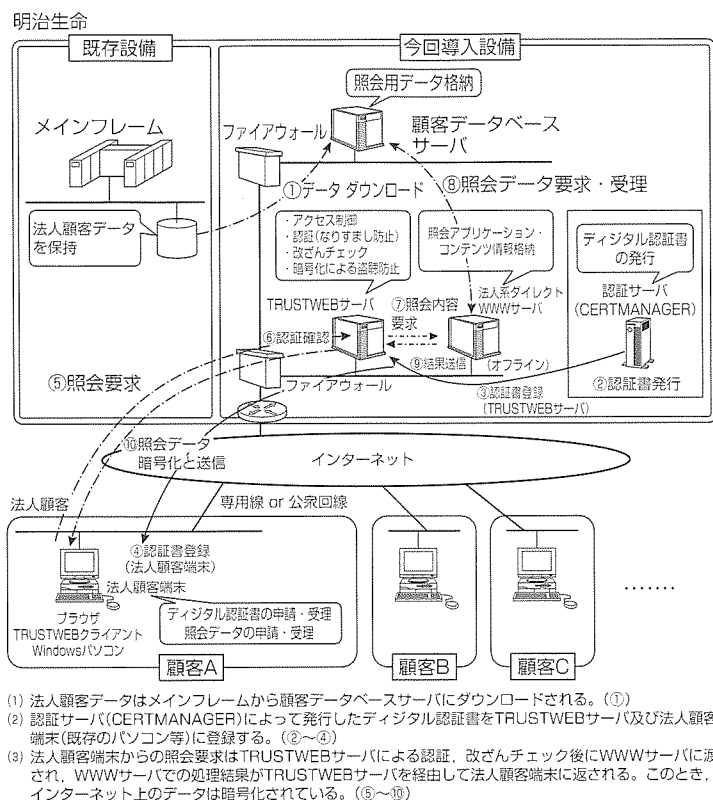 明治生命
既存設備
今回導入設備
照会用データ格納
メインフレーム
ファイアウォール
顧客データベース
サーバ
①データ ダウンロード
⑧照会データ要求・受理
法人顧客データ
を保持
・アクセス制御
・認証(なりすまし防止)
・改ざんチェック
・暗号化による盗聴防止
照会アプリケーション・
コンテンツ情報格納
ディジタル認証書
の発行
TRUSTWEBサーバ
⑦照会内容
要求
法人系ダイレクト
WWWサーバ
認証サーバ
(CERTMANAGER)
⑥認証確認
⑨結果送信
(オフライン)
②認証書発行
⑤照会要求
ファイアウォール
③認証書登録
(TRUSTWEBサーバ)
⑩照会データ
暗号化と送信
インターネット
法人顧客
専用線 or 公衆回線
④認証書登録
(法人顧客端末)
法人顧客端末
ブラウザ
TRUSTWEBクライアント
Windowsパソコン
ディジタル認証書の申請・受理
照会データの申請・受理
顧客A
顧客B
顧客C
.......
(1) 法人顧客データはメインフレームから顧客データベースサーバにダウンロードされる。(①)
(2) 認証サーバ(CERTMANAGER)によって発行したディジタル認証書をTRUSTWEBサーバ及び法人顧客
端末(既存のパソコン等)に登録する。(②~④)
(3) 法人顧客端末からの照会要求はTRUSTWEBサーバによる認証，改ざんチェック後にWWWサーバに渡
され，WWWサーバでの処理結果がTRUSTWEBサーバを経由して法人顧客端末に返される。このとき，
インターネット上のデータは暗号化されている。(⑤~⑩)